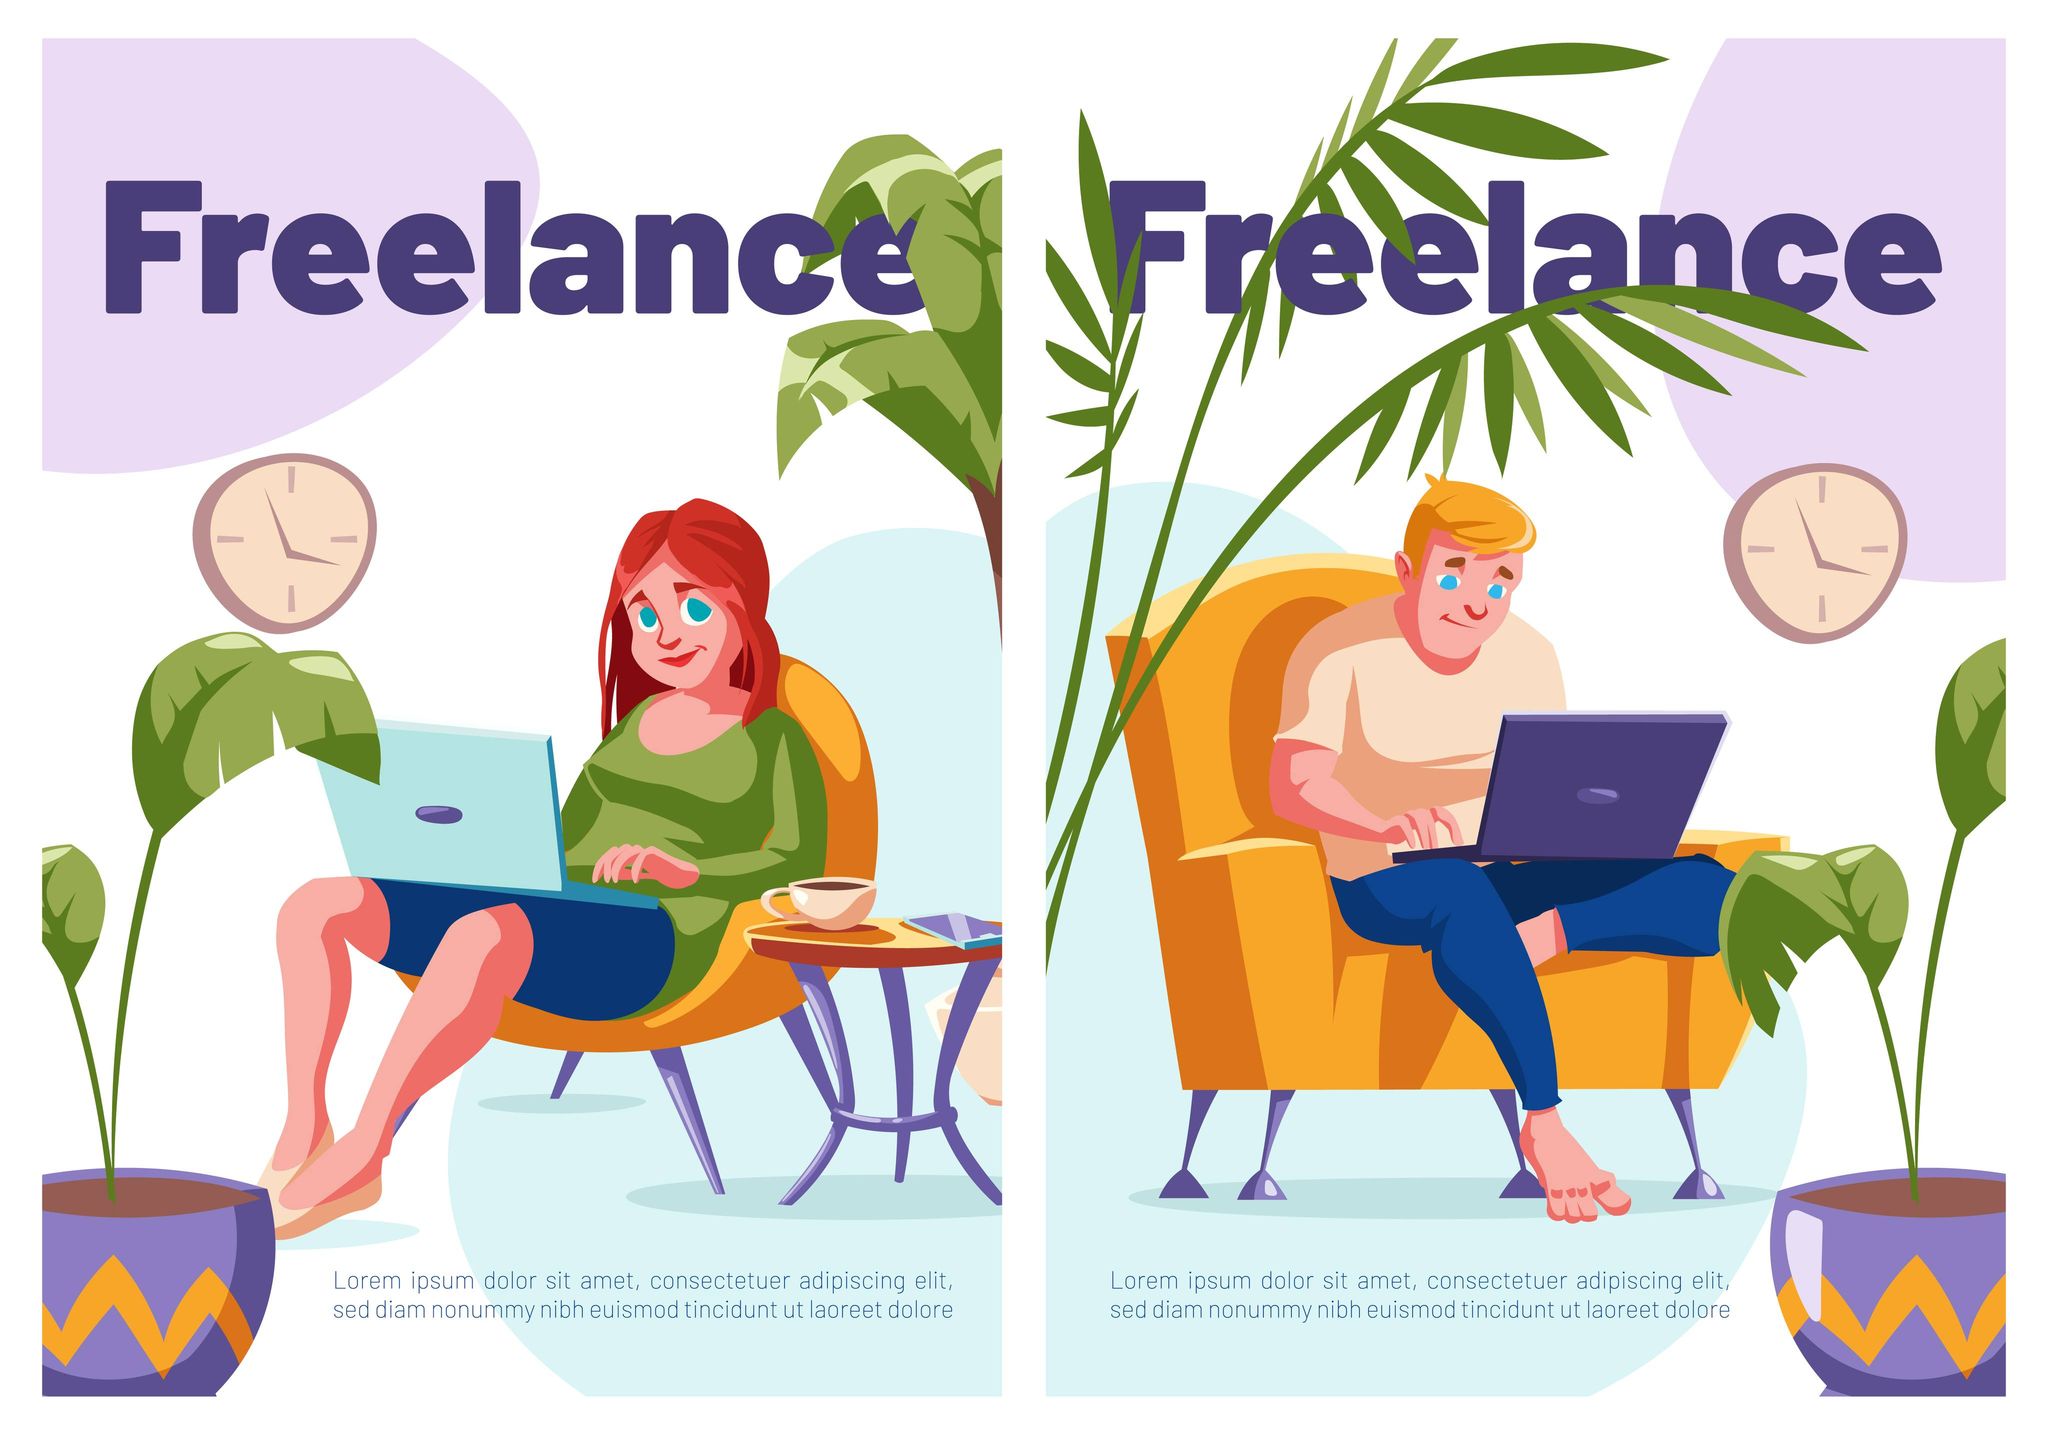 Freelance
Lorem ipsum dolor sit amet, consectetuer adipiscing elit,
sed diam nonummy nibh euismod tincidunt ut laoreet dolore
Freelance
Lorem ipsum dolor sit amet, consectetuer adipiscing elit,
sed diam nonummy nibh euismod tincidunt ut laoreet dolore